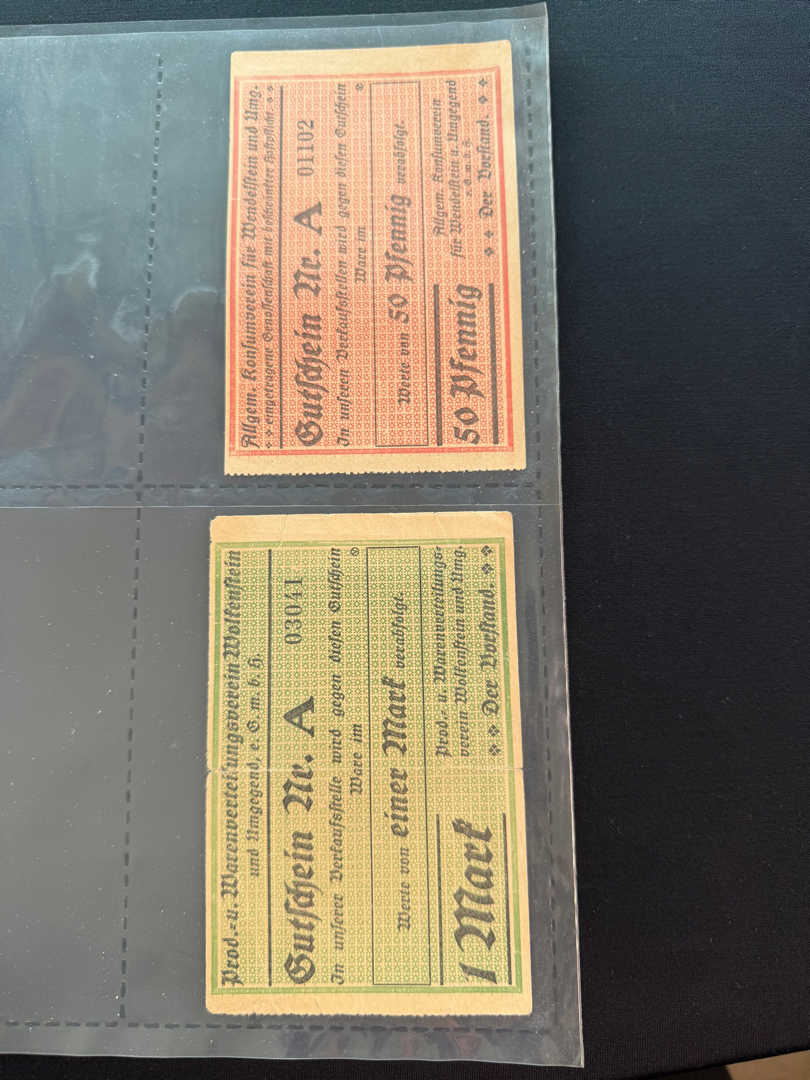 Allgem. Konsumverein für Wendelstein und Umg.
eingetragene Genossenschaft mit beschränkter Haftpflicht.
Gutschein Nr. A 01102
In unseren Verkaufsstellen wird gegen diesen Gutschein
Ware im
Werte von 50 Pfennig verabfolgt.
50 Pfennig
Allgem. Konsumverein
für Wendelstein u. Umgegend
e. G. m. b. H.
Der Vorstand.
Prod.- u. Warenverteilungsverein Wolkenstein
und Umgegend, e. G. m. b. H.
Gutschein Nr. A 03041
In unserer Verkaufsstelle wird gegen diesen Gutschein
Ware im
Werte von einer Mark verabfolgt.
1 Mark
Prod.- u. Warenverteilungs-
verein Wolkenstein und Umg.
Der Vorstand.